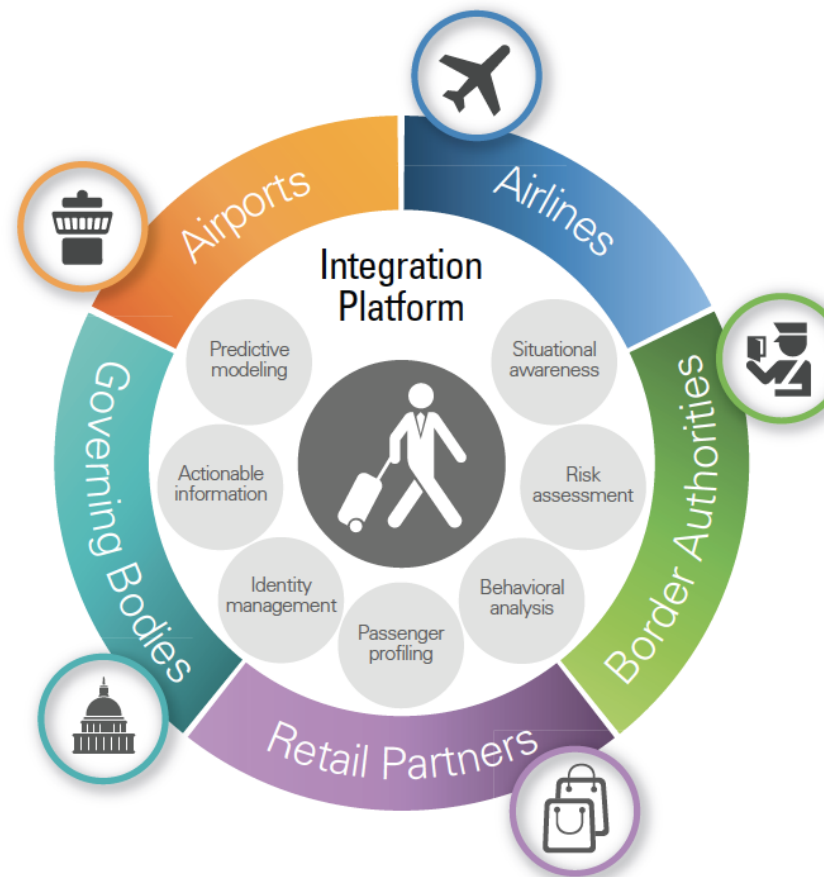 Airports
Airlines
Integration
Platform
Predictive
modeling
Situational
awareness
Governing Bodies
Border Authorities
Actionable
information
Risk
assessment
Identity
management
Behavioral
analysis
Passenger
profiling
Retail Partners